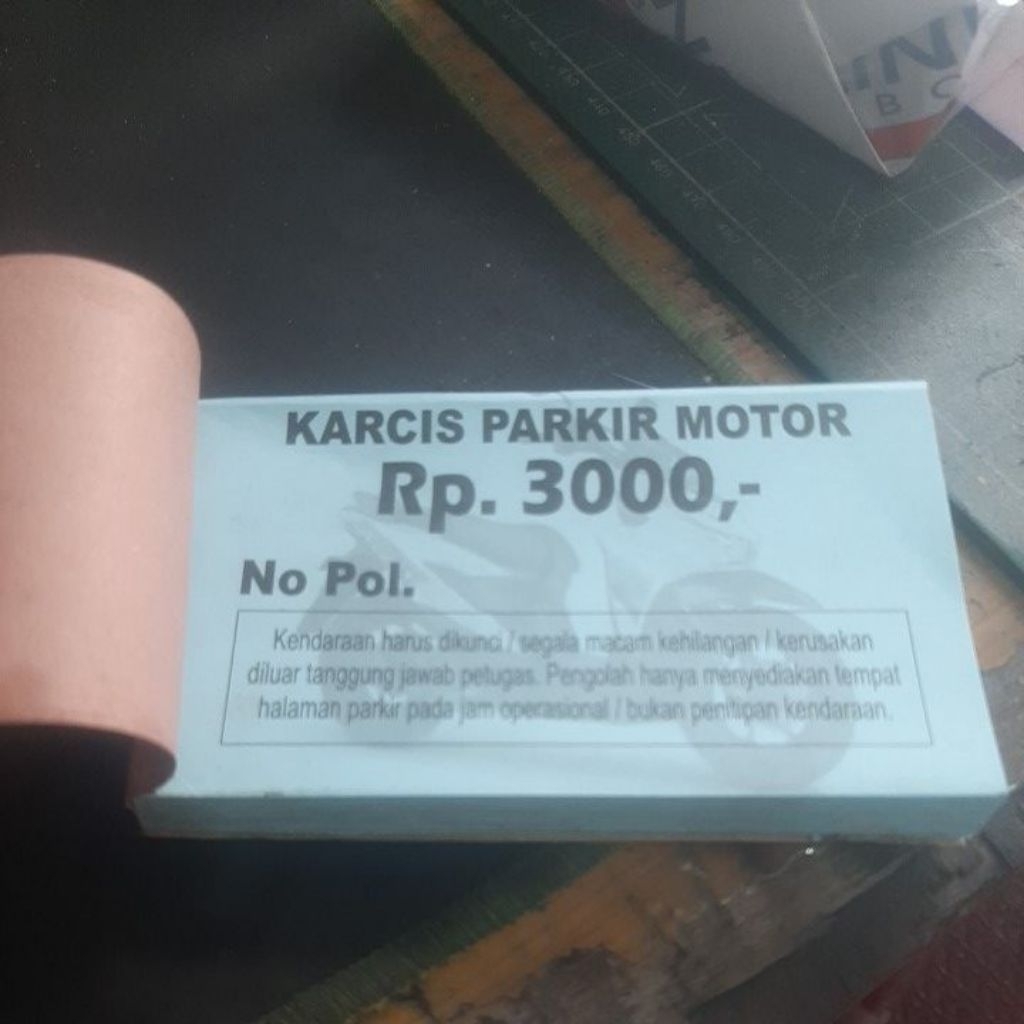 KARCIS PARKIR MOTOR
Rp. 3000,-
No Pol.
Kendaraan harus dikunci / segala macam kehilangan / kerusakan
diluar tanggung jawab petugas. Pengolah hanya menyediakan tempat
halaman parkir pada jam operasional / bukan penitipan kendaraan.